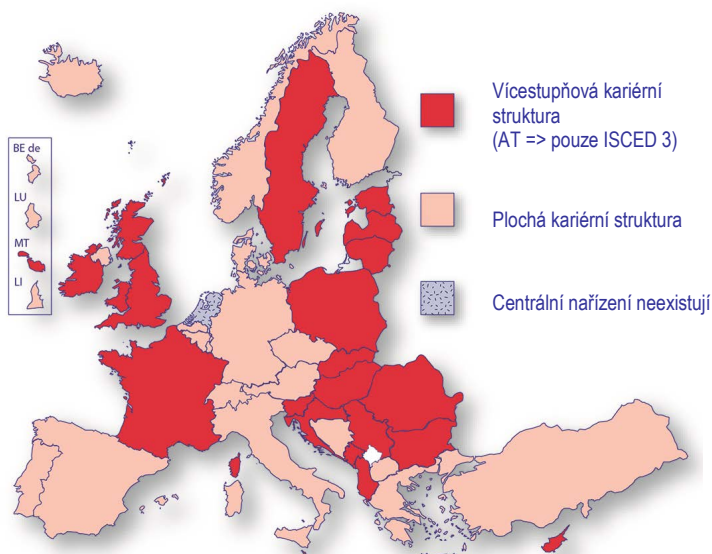 BE de
LU
MT
LI
Vícestupňová kariérní
struktura
(AT => pouze ISCED 3)
Plochá kariérní struktura
Centrální nařízení neexistují